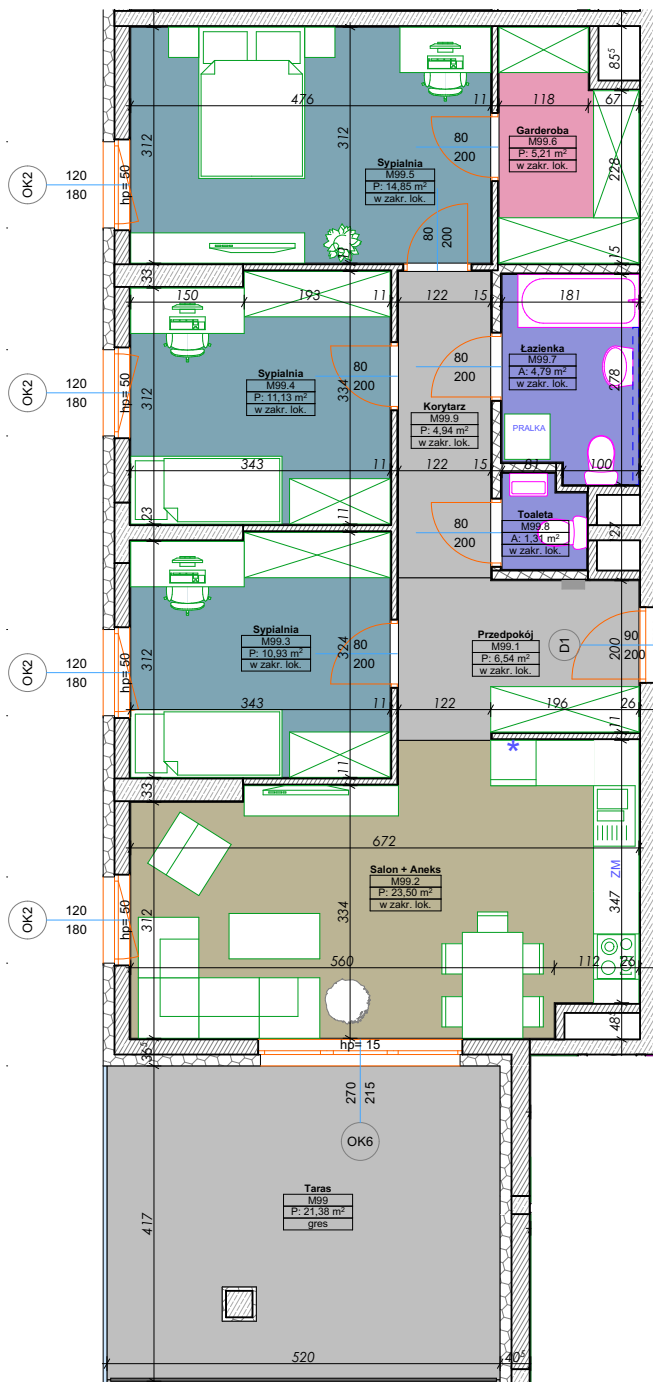 85⁵
476
11
118
67
312
312
80
200
Garderoba
M99.6
P: 5,21 m²
w zakr. lok.
228
OK2
120
180
hp= 50
Sypialnia
M99.5
P: 14,85 m²
w zakr. lok.
80
200
15
33
150
193
11
122
15
181
OK2
120
180
hp= 50
312
Sypialnia
M99.4
P: 11,13 m²
w zakr. lok.
334
80
200
80
200
Łazienka
M99.7
A: 4,79 m²
w zakr. lok.
278
Korytarz
M99.9
P: 4,94 m²
w zakr. lok.
PRALKA
343
11
122
15
81
100
23
11
80
200
Toaleta
M99.8
A: 1,31 m²
w zakr. lok.
27
OK2
120
180
hp= 50
312
Sypialnia
M99.3
P: 10,93 m²
w zakr. lok.
324
80
200
Przedpokój
M99.1
P: 6,54 m²
w zakr. lok.
D1
200
90
200
343
11
122
196
26
11
11
33
*
672
Salon + Aneks
M99.2
P: 23,50 m²
w zakr. lok.
ZM
347
OK2
120
180
hp= 50
312
334
560
112
26
48⁵
36⁵
hp= 15
270
215
OK6
Taras
M99
P: 21,38 m²
gres
417
520
40⁵